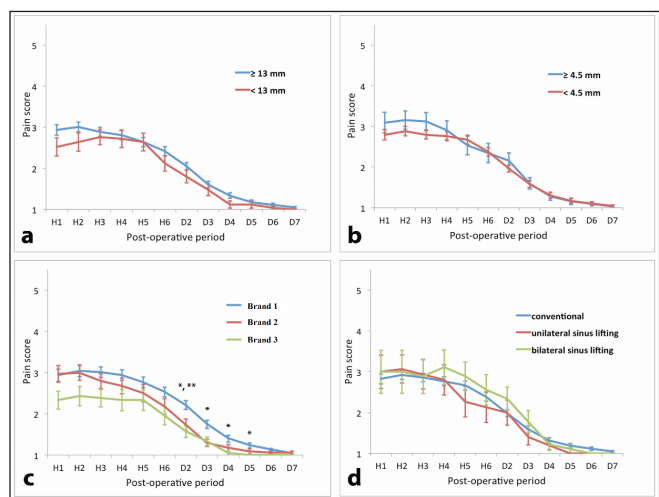 5
4
3
2
1
Pain score
≥ 13 mm
< 13 mm
H1 H2 H3 H4 H5 H6 D2 D3 D4 D5 D6 D7
Post-operative period
a
5
4
3
2
1
Pain score
≥ 4.5 mm
< 4.5 mm
H1 H2 H3 H4 H5 H6 D2 D3 D4 D5 D6 D7
Post-operative period
b
5
4
3
2
1
Pain score
Brand 1
Brand 2
Brand 3
*, **
*
*
*
H1 H2 H3 H4 H5 H6 D2 D3 D4 D5 D6 D7
Post-operative period
c
5
4
3
2
1
Pain score
conventional
unilateral sinus lifting
bilateral sinus lifting
H1 H2 H3 H4 H5 H6 D2 D3 D4 D5 D6 D7
Post-operative period
d